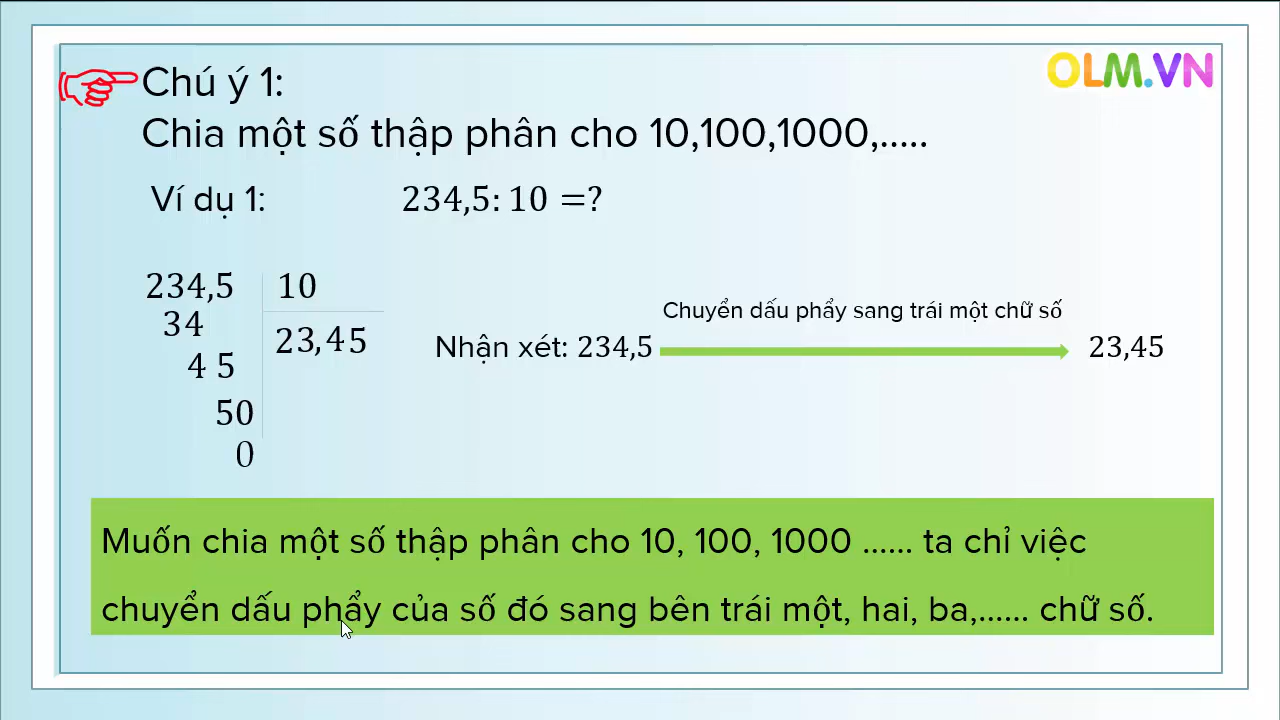 OLM.VN
Chú ý 1:
Chia một số thập phân cho 10,100,1000,.....
Ví dụ 1: 234,5: 10 =?
234,5 10
34 23,45
4 5
50
0
Chuyển dấu phẩy sang trái một chữ số
Nhận xét: 234,5 23,45
Muốn chia một số thập phân cho 10, 100, 1000 ...... ta chỉ việc
chuyển dấu phẩy của số đó sang bên trái một, hai, ba,...... chữ số.